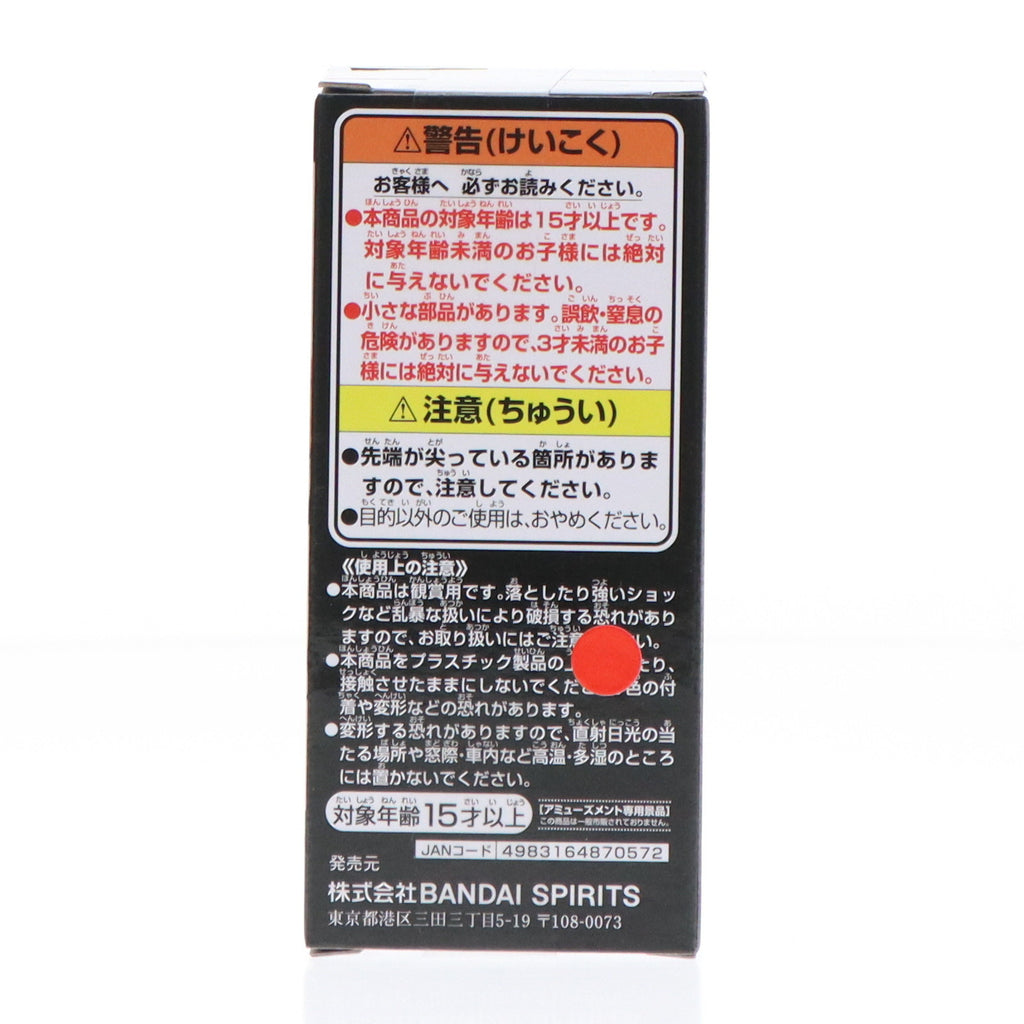 ⚠警告(けいこく)
お客様へ 必ずお読みください。
●本商品の対象年齢は15才以上です。
対象年齢未満のお子様には絶対
に与えないでください。
●小さな部品があります。誤飲・窒息の
危険がありますので、3才未満のお子
様には絶対に与えないでください。
⚠注意(ちゅうい)
●先端が尖っている箇所がありま
すので、注意してください。
●目的以外のご使用は、おやめください。
《使用上の注意》
●本商品は観賞用です。落としたり強いショッ
クなど乱暴な扱いにより破損する恐れがあり
ますので、お取り扱いにはご注意い。
●本商品をプラスチック製品のたり、
接触させたままにしないでくだ色の付
着や変形などの恐れがあります。
●変形する恐れがありますので、直射日光の当
たる場所や窓際・車内など高温・多湿のところ
には置かないでください。
対象年齢15才以上
[アミューズメント専用景品]
この商品は一般市販されておりません。
JANコード 4983164870572
発売元
株式会社BANDAI SPIRITS
東京都港区三田三丁目5-19 〒108-0073